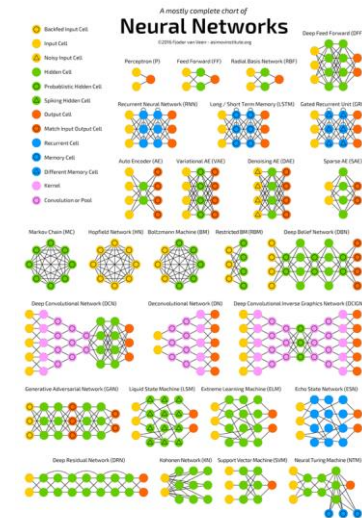 A mostly complete chart of
Neural Networks
©2016 Fjodor van Veen - asimovinstitute.org
Backfed Input Cell
Input Cell
Noisy Input Cell
Hidden Cell
Probablistic Hidden Cell
Spiking Hidden Cell
Output Cell
Match Input Output Cell
Recurrent Cell
Memory Cell
Different Memory Cell
Kernel
Convolution or Pool
Perceptron (P)
Feed Forward (FF)
Radial Basis Network (RBF)
Deep Feed Forward (DFF)
Recurrent Neural Network (RNN)
Long / Short Term Memory (LSTM)
Gated Recurrent Unit (GRU)
Auto Encoder (AE)
Variational AE (VAE)
Denoising AE (DAE)
Sparse AE (SAE)
Markov Chain (MC)
Hopfield Network (HN)
Boltzmann Machine (BM)
Restricted BM (RBM)
Deep Belief Network (DBN)
Deep Convolutional Network (DCN)
Deconvolutional Network (DN)
Deep Convolutional Inverse Graphics Network (DCIGN)
Generative Adversarial Network (GAN)
Liquid State Machine (LSM)
Extreme Learning Machine (ELM)
Echo State Network (ESN)
Deep Residual Network (DRN)
Kohonen Network (KN)
Support Vector Machine (SVM)
Neural Turing Machine (NTM)